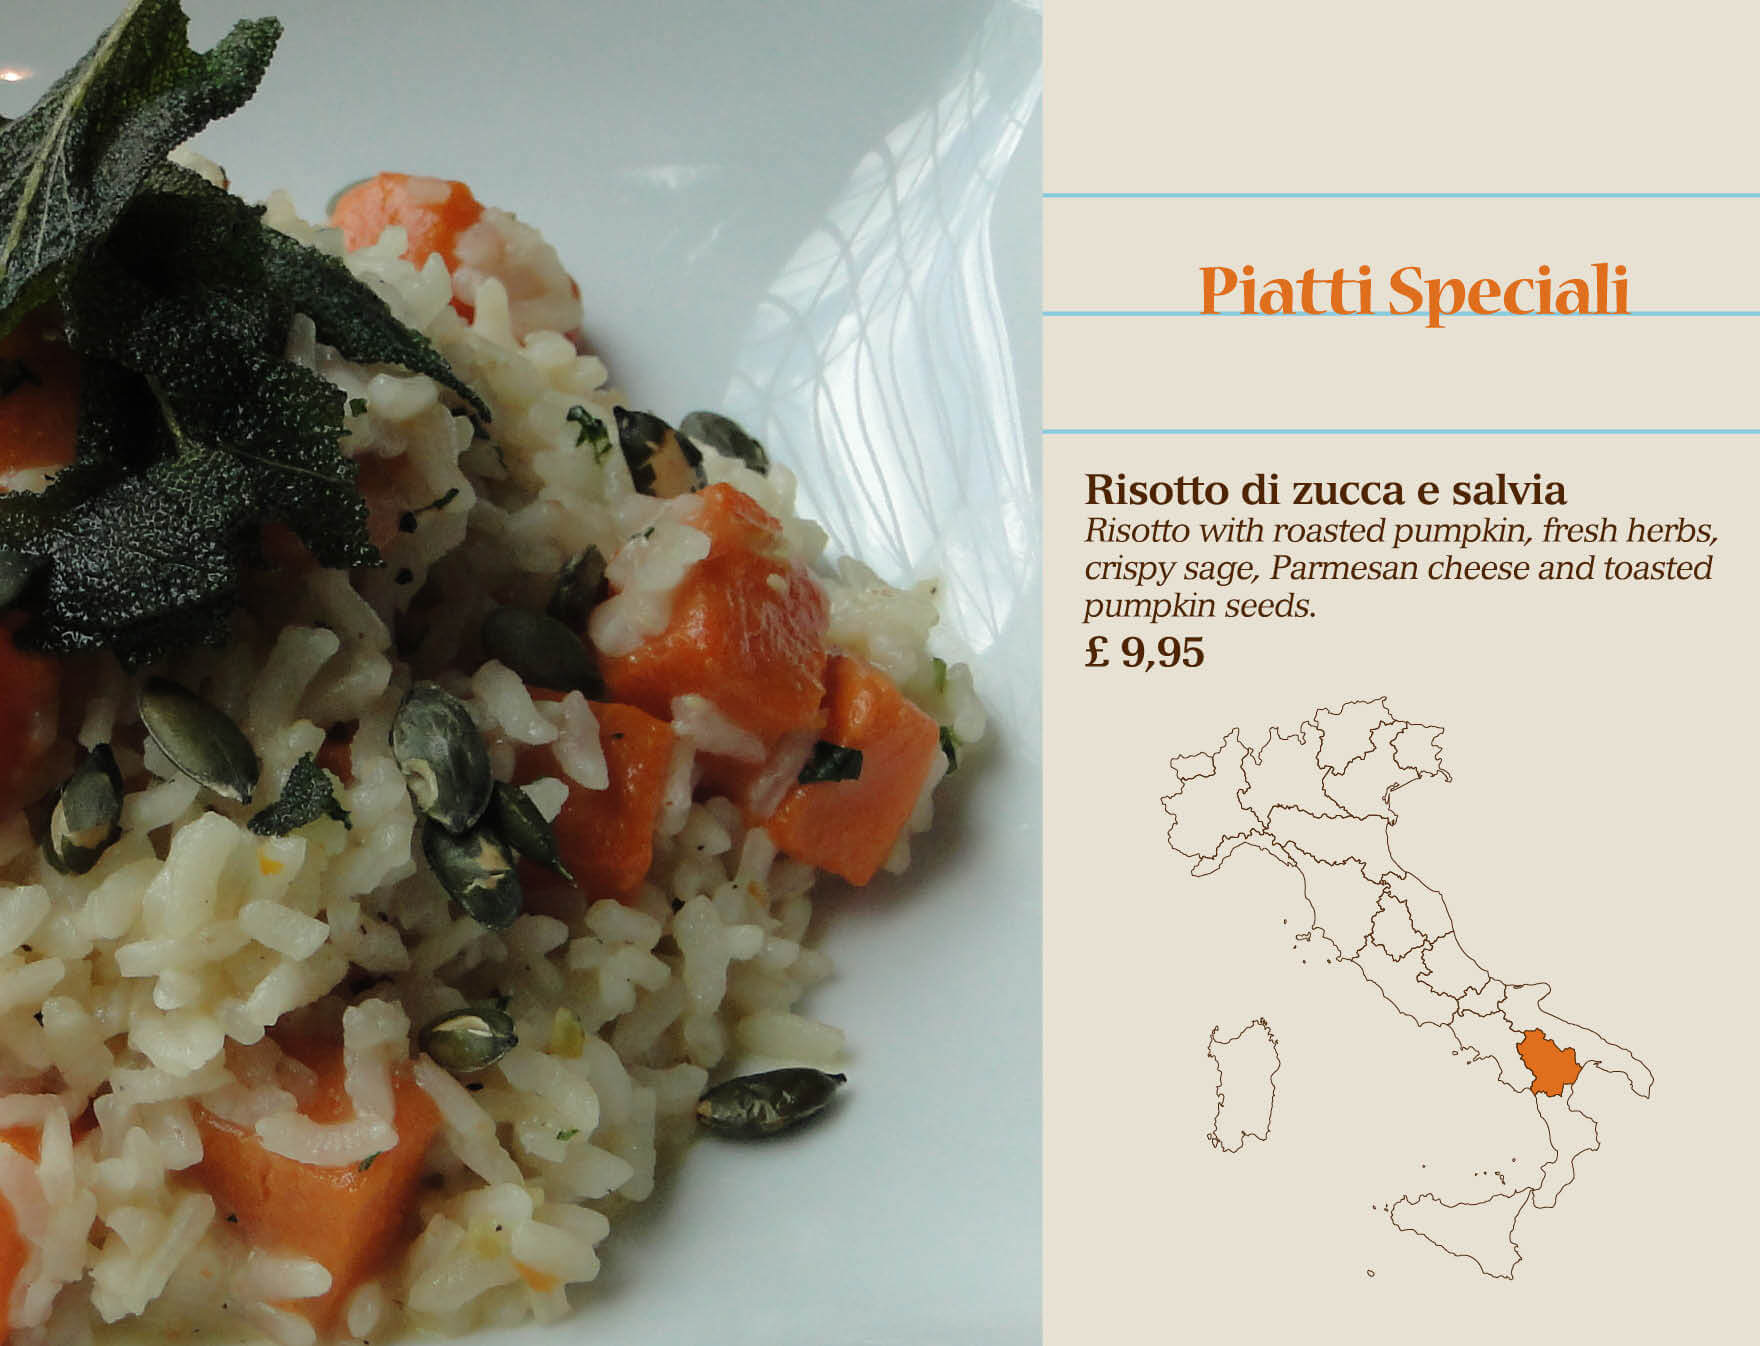 Piatti Speciali
Risotto di zucca e salvia
Risotto with roasted pumpkin, fresh herbs,
crispy sage, Parmesan cheese and toasted
pumpkin seeds.
£ 9,95